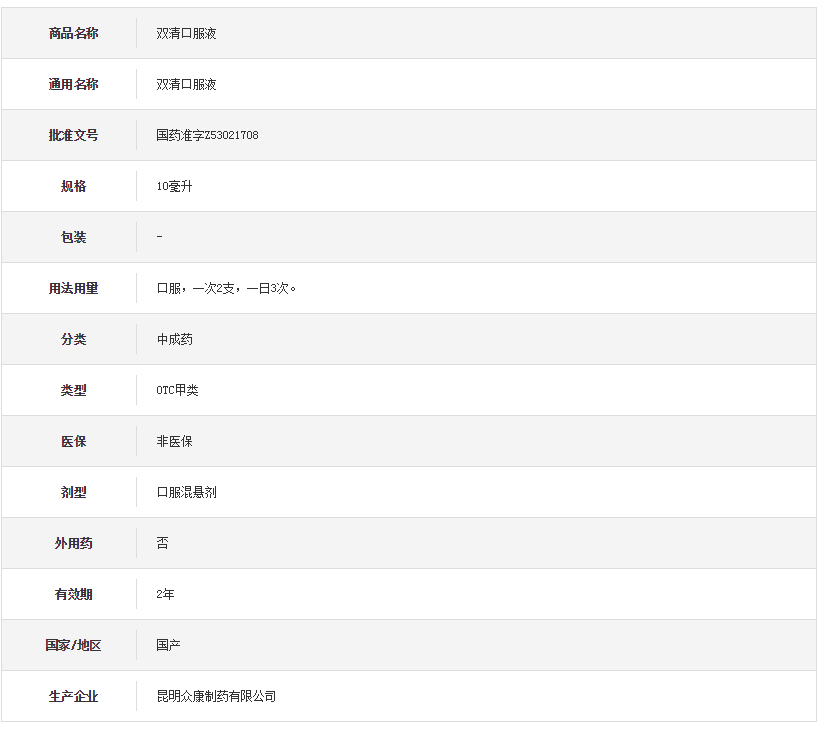 商品名称 双清口服液
通用名称 双清口服液
批准文号 国药准字Z53021708
规格 10毫升
包装 -
用法用量 口服，一次2支，一日3次。
分类 中成药
类型 OTC甲类
医保 非医保
剂型 口服混悬剂
外用药 否
有效期 2年
国家/地区 国产
生产企业 昆明众康制药有限公司